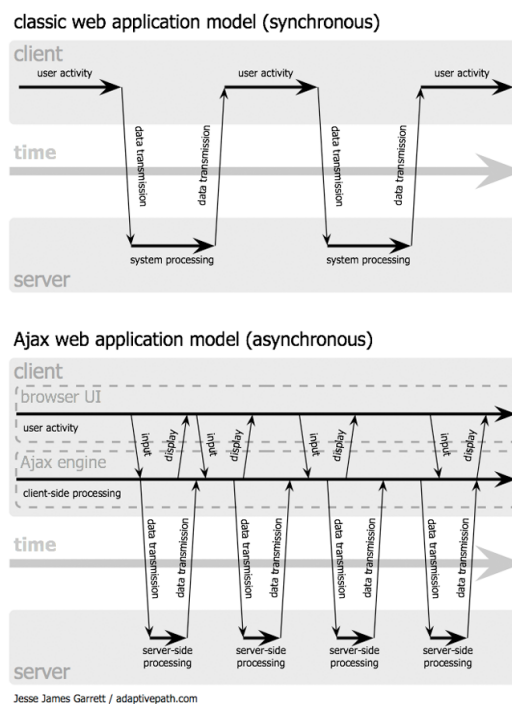 classic web application model (synchronous)
client
user activity
user activity
user activity
data transmission
data transmission
data transmission
data transmission
time
system processing
system processing
server
Ajax web application model (asynchronous)
client
browser UI
user activity
input
display
input
display
input
display
input
display
Ajax engine
client-side processing
data transmission
data transmission
data transmission
data transmission
data transmission
data transmission
data transmission
data transmission
time
server-side
processing
server-side
processing
server-side
processing
server-side
processing
server
Jesse James Garrett / adaptivepath.com